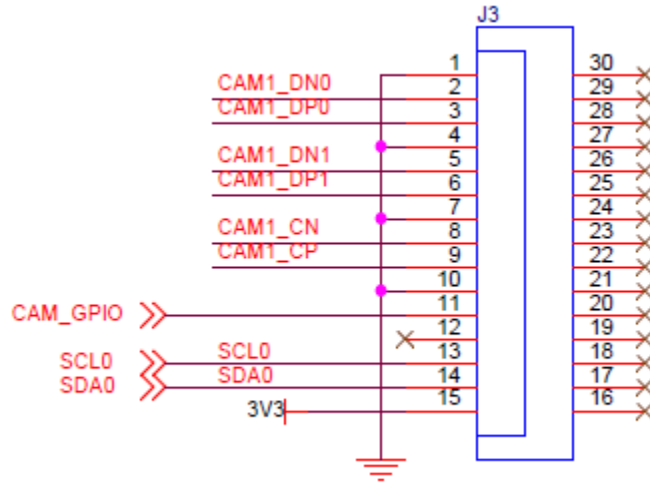 J3
1 30
CAM1_DN0 2 29
CAM1_DP0 3 28
4 27
CAM1_DN1 5 26
CAM1_DP1 6 25
7 24
CAM1_CN 8 23
CAM1_CP 9 22
10 21
CAM_GPIO 11 20
12 19
SCL0 SCL0 13 18
SDA0 SDA0 14 17
3V3 15 16